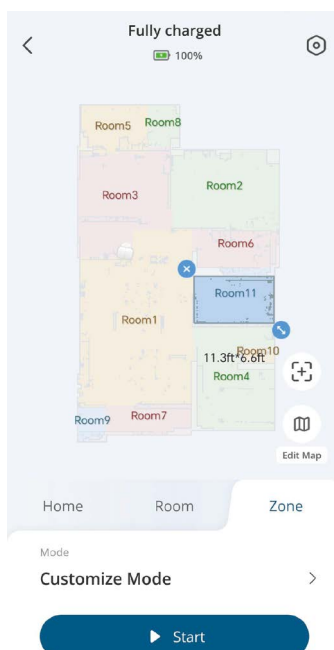 Fully charged
100%
Room5
Room8
Room3
Room2
Room6
Room11
Room1
11.3ft*6.6ft
Room10
Room4
Room9
Room7
Edit Map
Home
Room
Zone
Mode
Customize Mode
Start